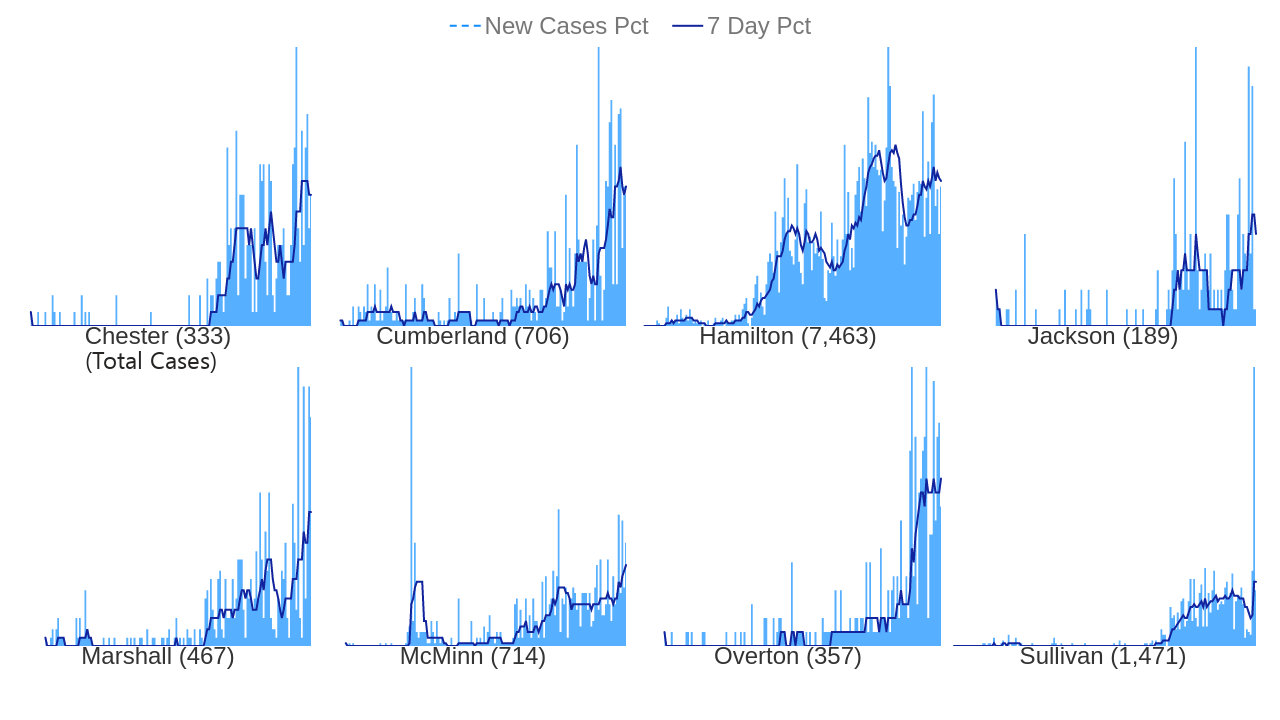 New Cases Pct 7 Day Pct
Chester (333) Cumberland (706) Hamilton (7,463) Jackson (189)
(Total Cases)
Marshall (467) McMinn (714) Overton (357) Sullivan (1,471)